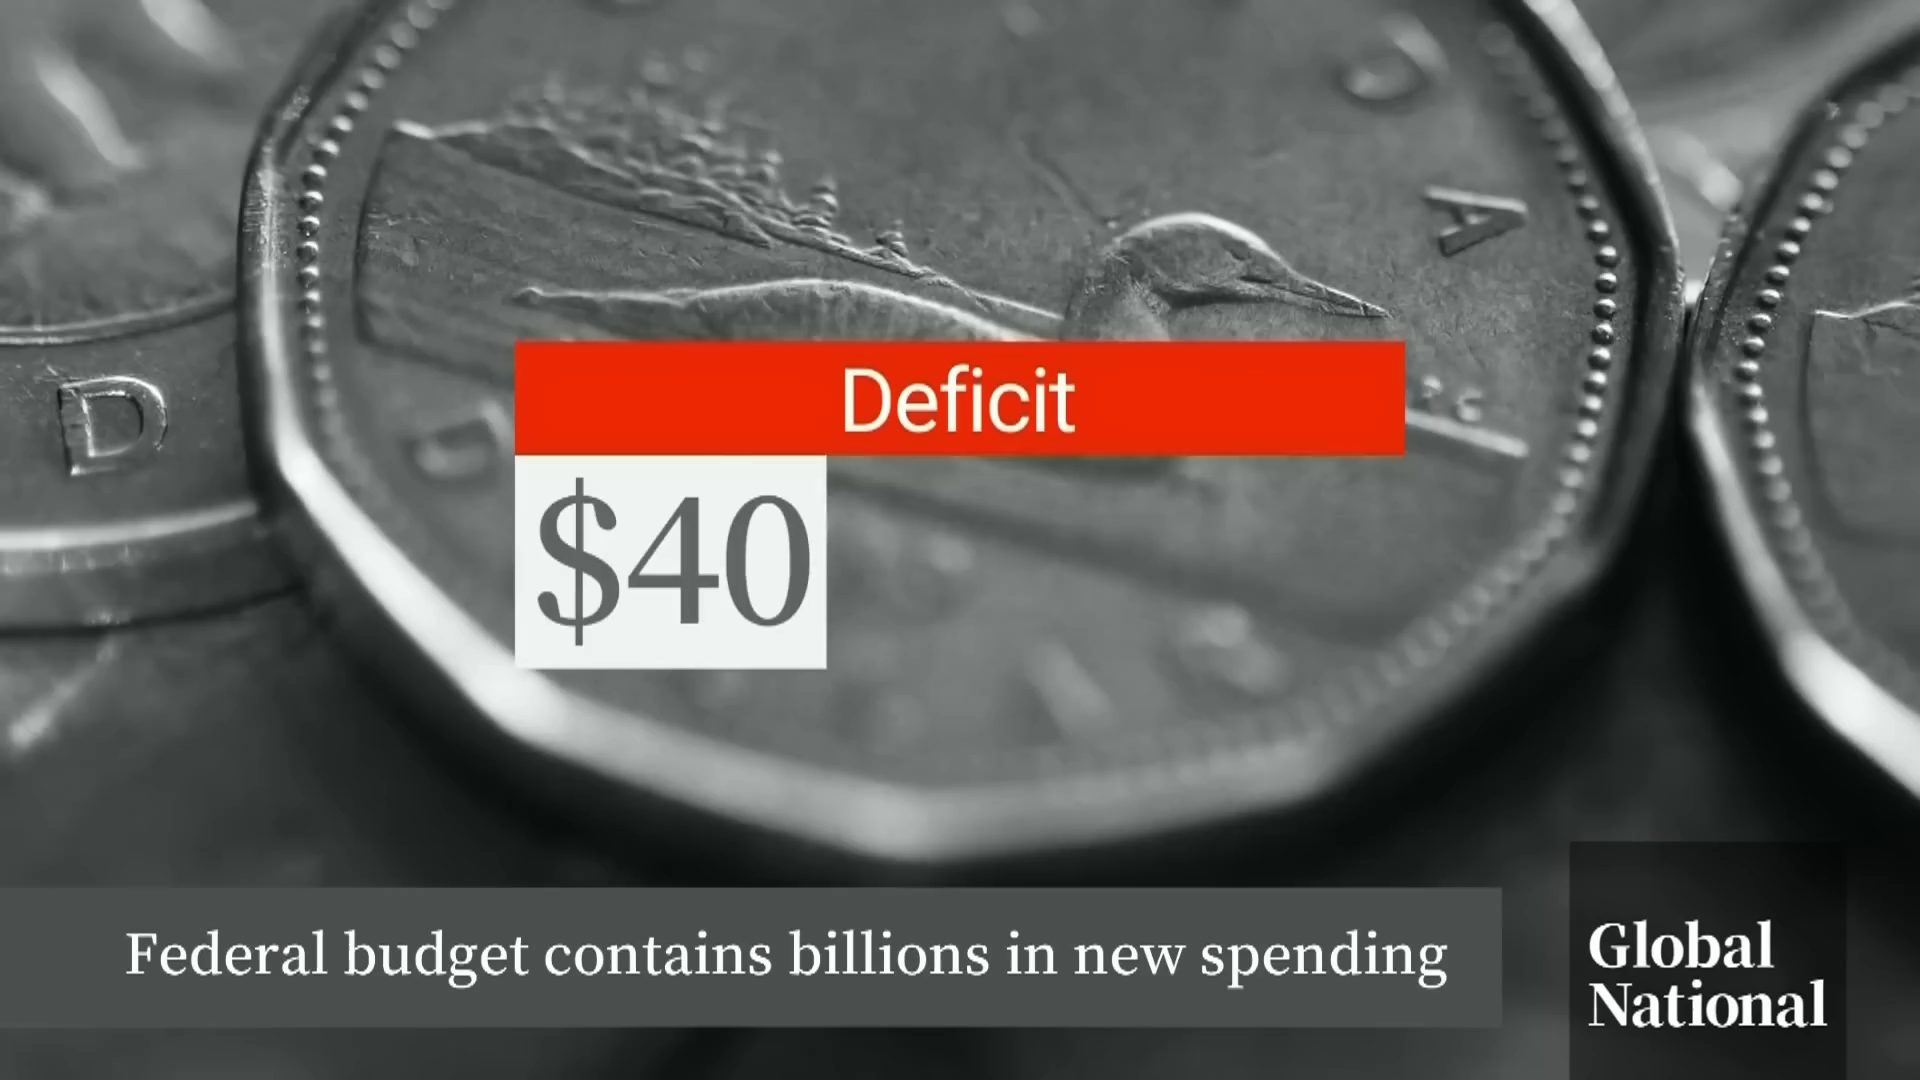 A
D
Deficit
$40
Federal budget contains billions in new spending
Global
National